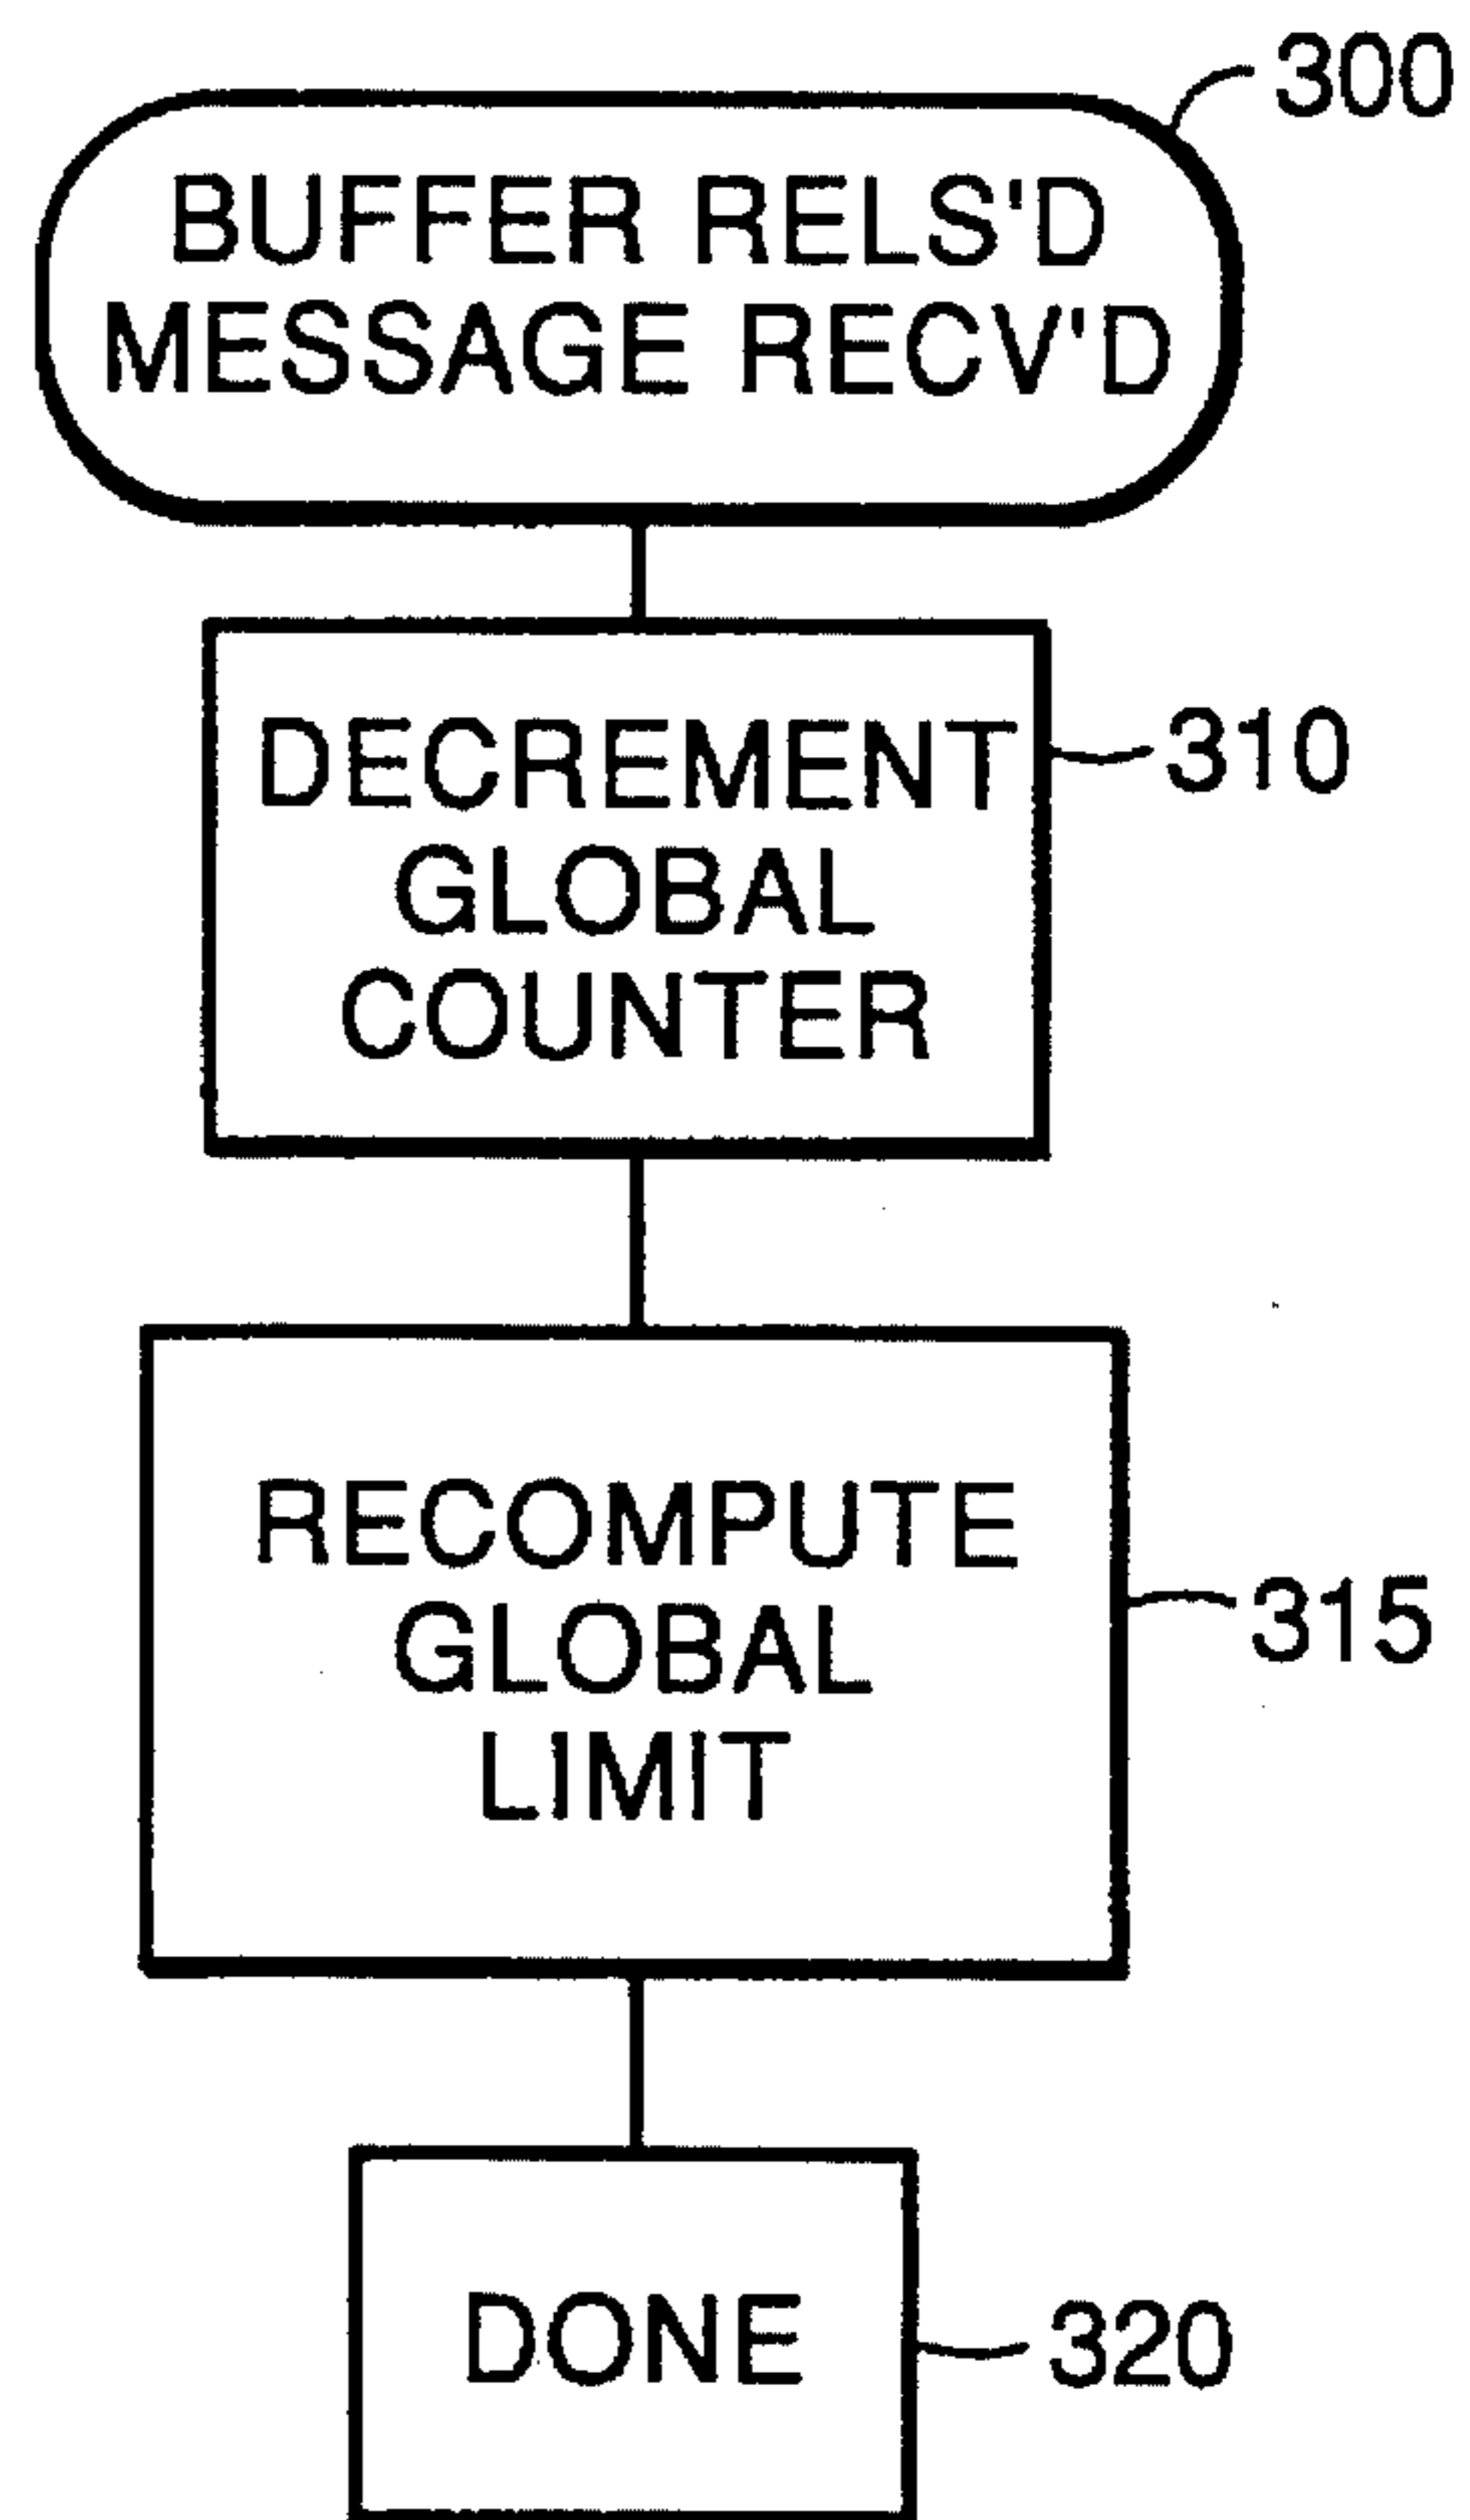 300
BUFFER RELS'D
MESSAGE RECV'D
DECREMENT
GLOBAL
COUNTER
310
RECOMPUTE
GLOBAL
LIMIT
315
DONE
320